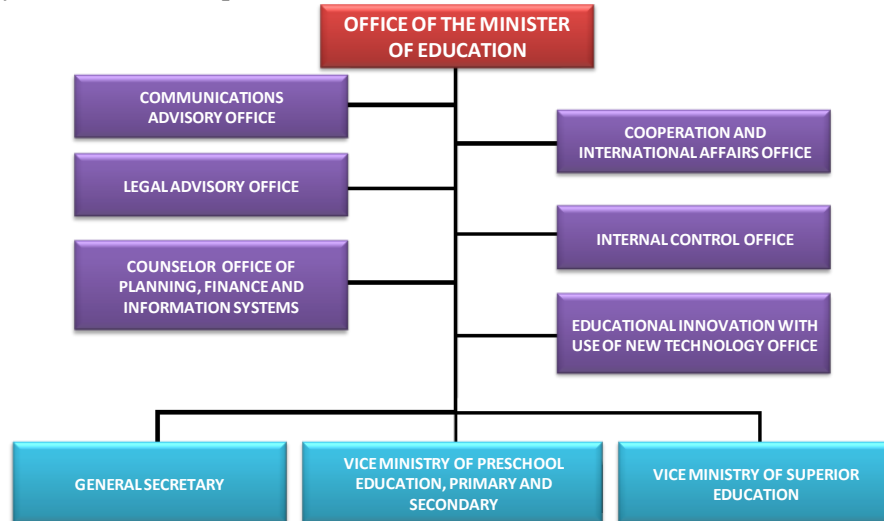 OFFICE OF THE MINISTER
OF EDUCATION
COMMUNICATIONS
ADVISORY OFFICE
COOPERATION AND
INTERNATIONAL AFFAIRS OFFICE
LEGAL ADVISORY OFFICE
INTERNAL CONTROL OFFICE
COUNSELOR OFFICE OF
PLANNING, FINANCE AND
INFORMATION SYSTEMS
EDUCATIONAL INNOVATION WITH
USE OF NEW TECHNOLOGY OFFICE
GENERAL SECRETARY
VICE MINISTRY OF PRESCHOOL
EDUCATION, PRIMARY AND
SECONDARY
VICE MINISTRY OF SUPERIOR
EDUCATION